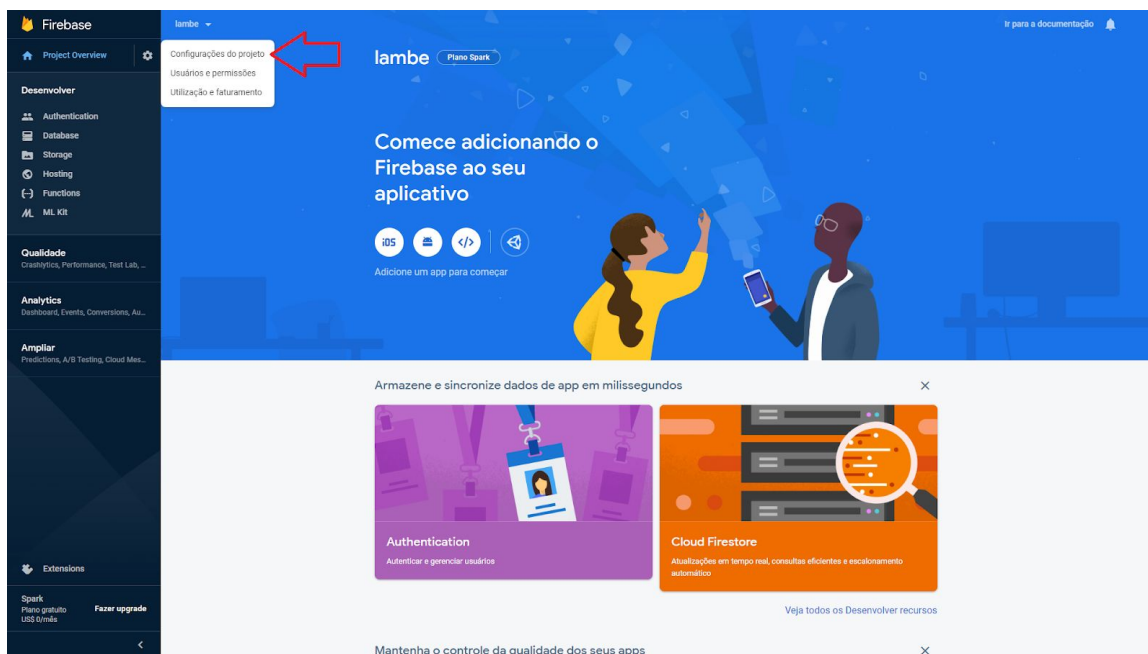 Firebase
lambe
Ir para a documentação
Project Overview
Configurações do projeto
Usuários e permissões
Utilização e faturamento
Desenvolver
Authentication
Database
Storage
Hosting
Functions
ML Kit
Qualidade
Crashlytics, Performance, Test Lab, ...
Analytics
Dashboard, Events, Conversions, Au...
Ampliar
Predictions, A/B Testing, Cloud Mes...
Extensions
Spark
Plano gratuito
US$ 0/mês
Fazer upgrade
lambe
Plano Spark
Comece adicionando o
Firebase ao seu
aplicativo
iOS
Adicione um app para começar
Armazene e sincronize dados de app em milissegundos
Authentication
Autenticar e gerenciar usuários
Cloud Firestore
Atualizações em tempo real, consultas eficientes e escalonamento
automático
Veja todos os Desenvolver recursos
Mantenha o controle da qualidade dos seus apps